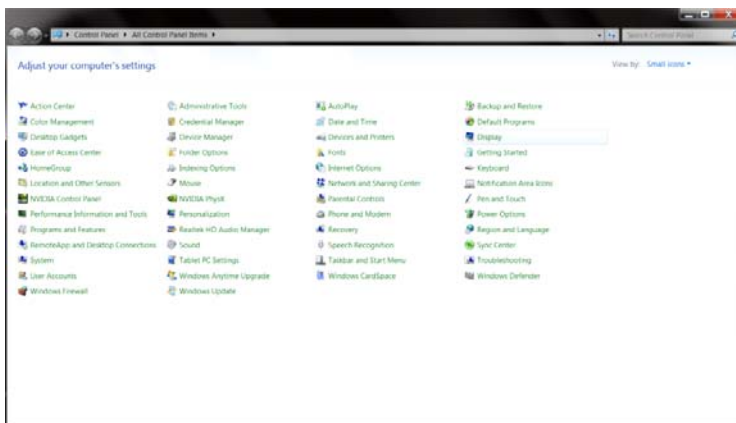 Control Panel ▸ All Control Panel Items ▸ Search Control Panel
Adjust your computer's settings View by: Small icons
Action Center Administrative Tools AutoPlay Backup and Restore
Color Management Credential Manager Date and Time Default Programs
Desktop Gadgets Device Manager Devices and Printers Display
Ease of Access Center Folder Options Fonts Getting Started
HomeGroup Indexing Options Internet Options Keyboard
Location and Other Sensors Mouse Network and Sharing Center Notification Area Icons
NVIDIA Control Panel NVIDIA PhysX Parental Controls Pen and Touch
Performance Information and Tools Personalization Phone and Modem Power Options
Programs and Features Realtek HD Audio Manager Recovery Region and Language
RemoteApp and Desktop Connections Sound Speech Recognition Sync Center
System Tablet PC Settings Taskbar and Start Menu Troubleshooting
User Accounts Windows Anytime Upgrade Windows CardSpace Windows Defender
Windows Firewall Windows Update